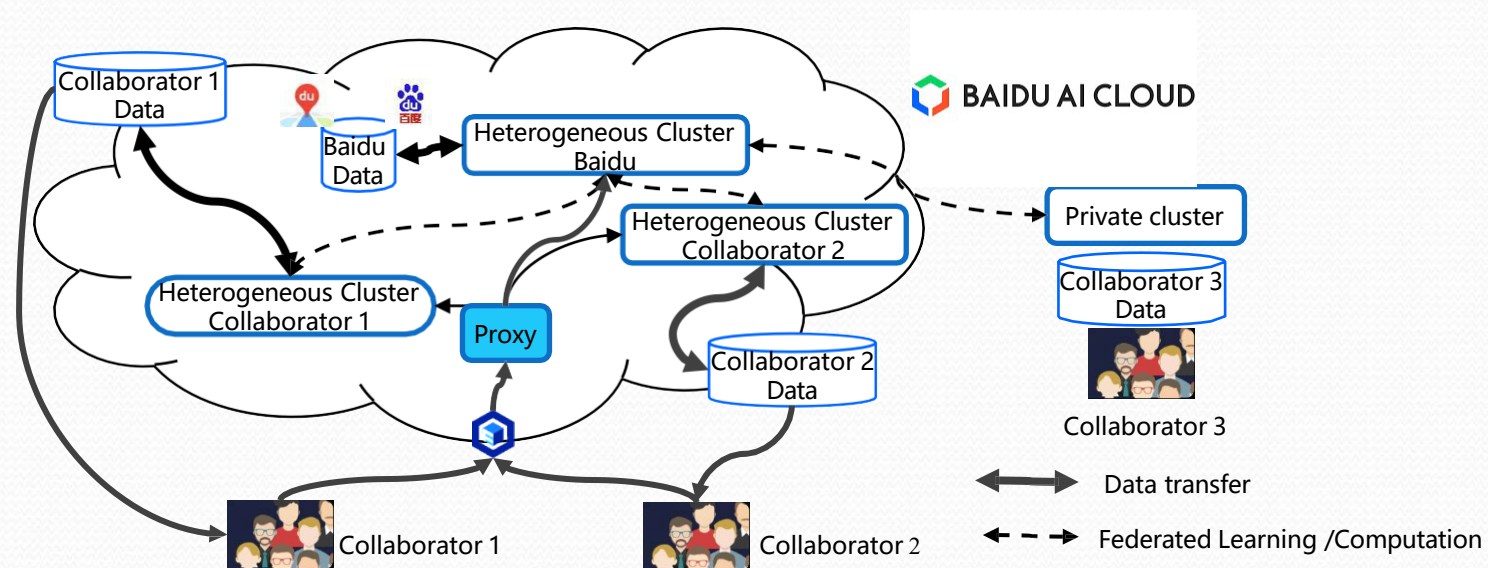 Collaborator 1
Data
du
du
百度
Baidu
Data
Heterogeneous Cluster
Baidu
BAIDU AI CLOUD
Heterogeneous Cluster
Collaborator 2
Private cluster
Heterogeneous Cluster
Collaborator 1
Proxy
Collaborator 2
Data
Collaborator 3
Data
Collaborator 3
Data transfer
Federated Learning /Computation
Collaborator 1
Collaborator 2